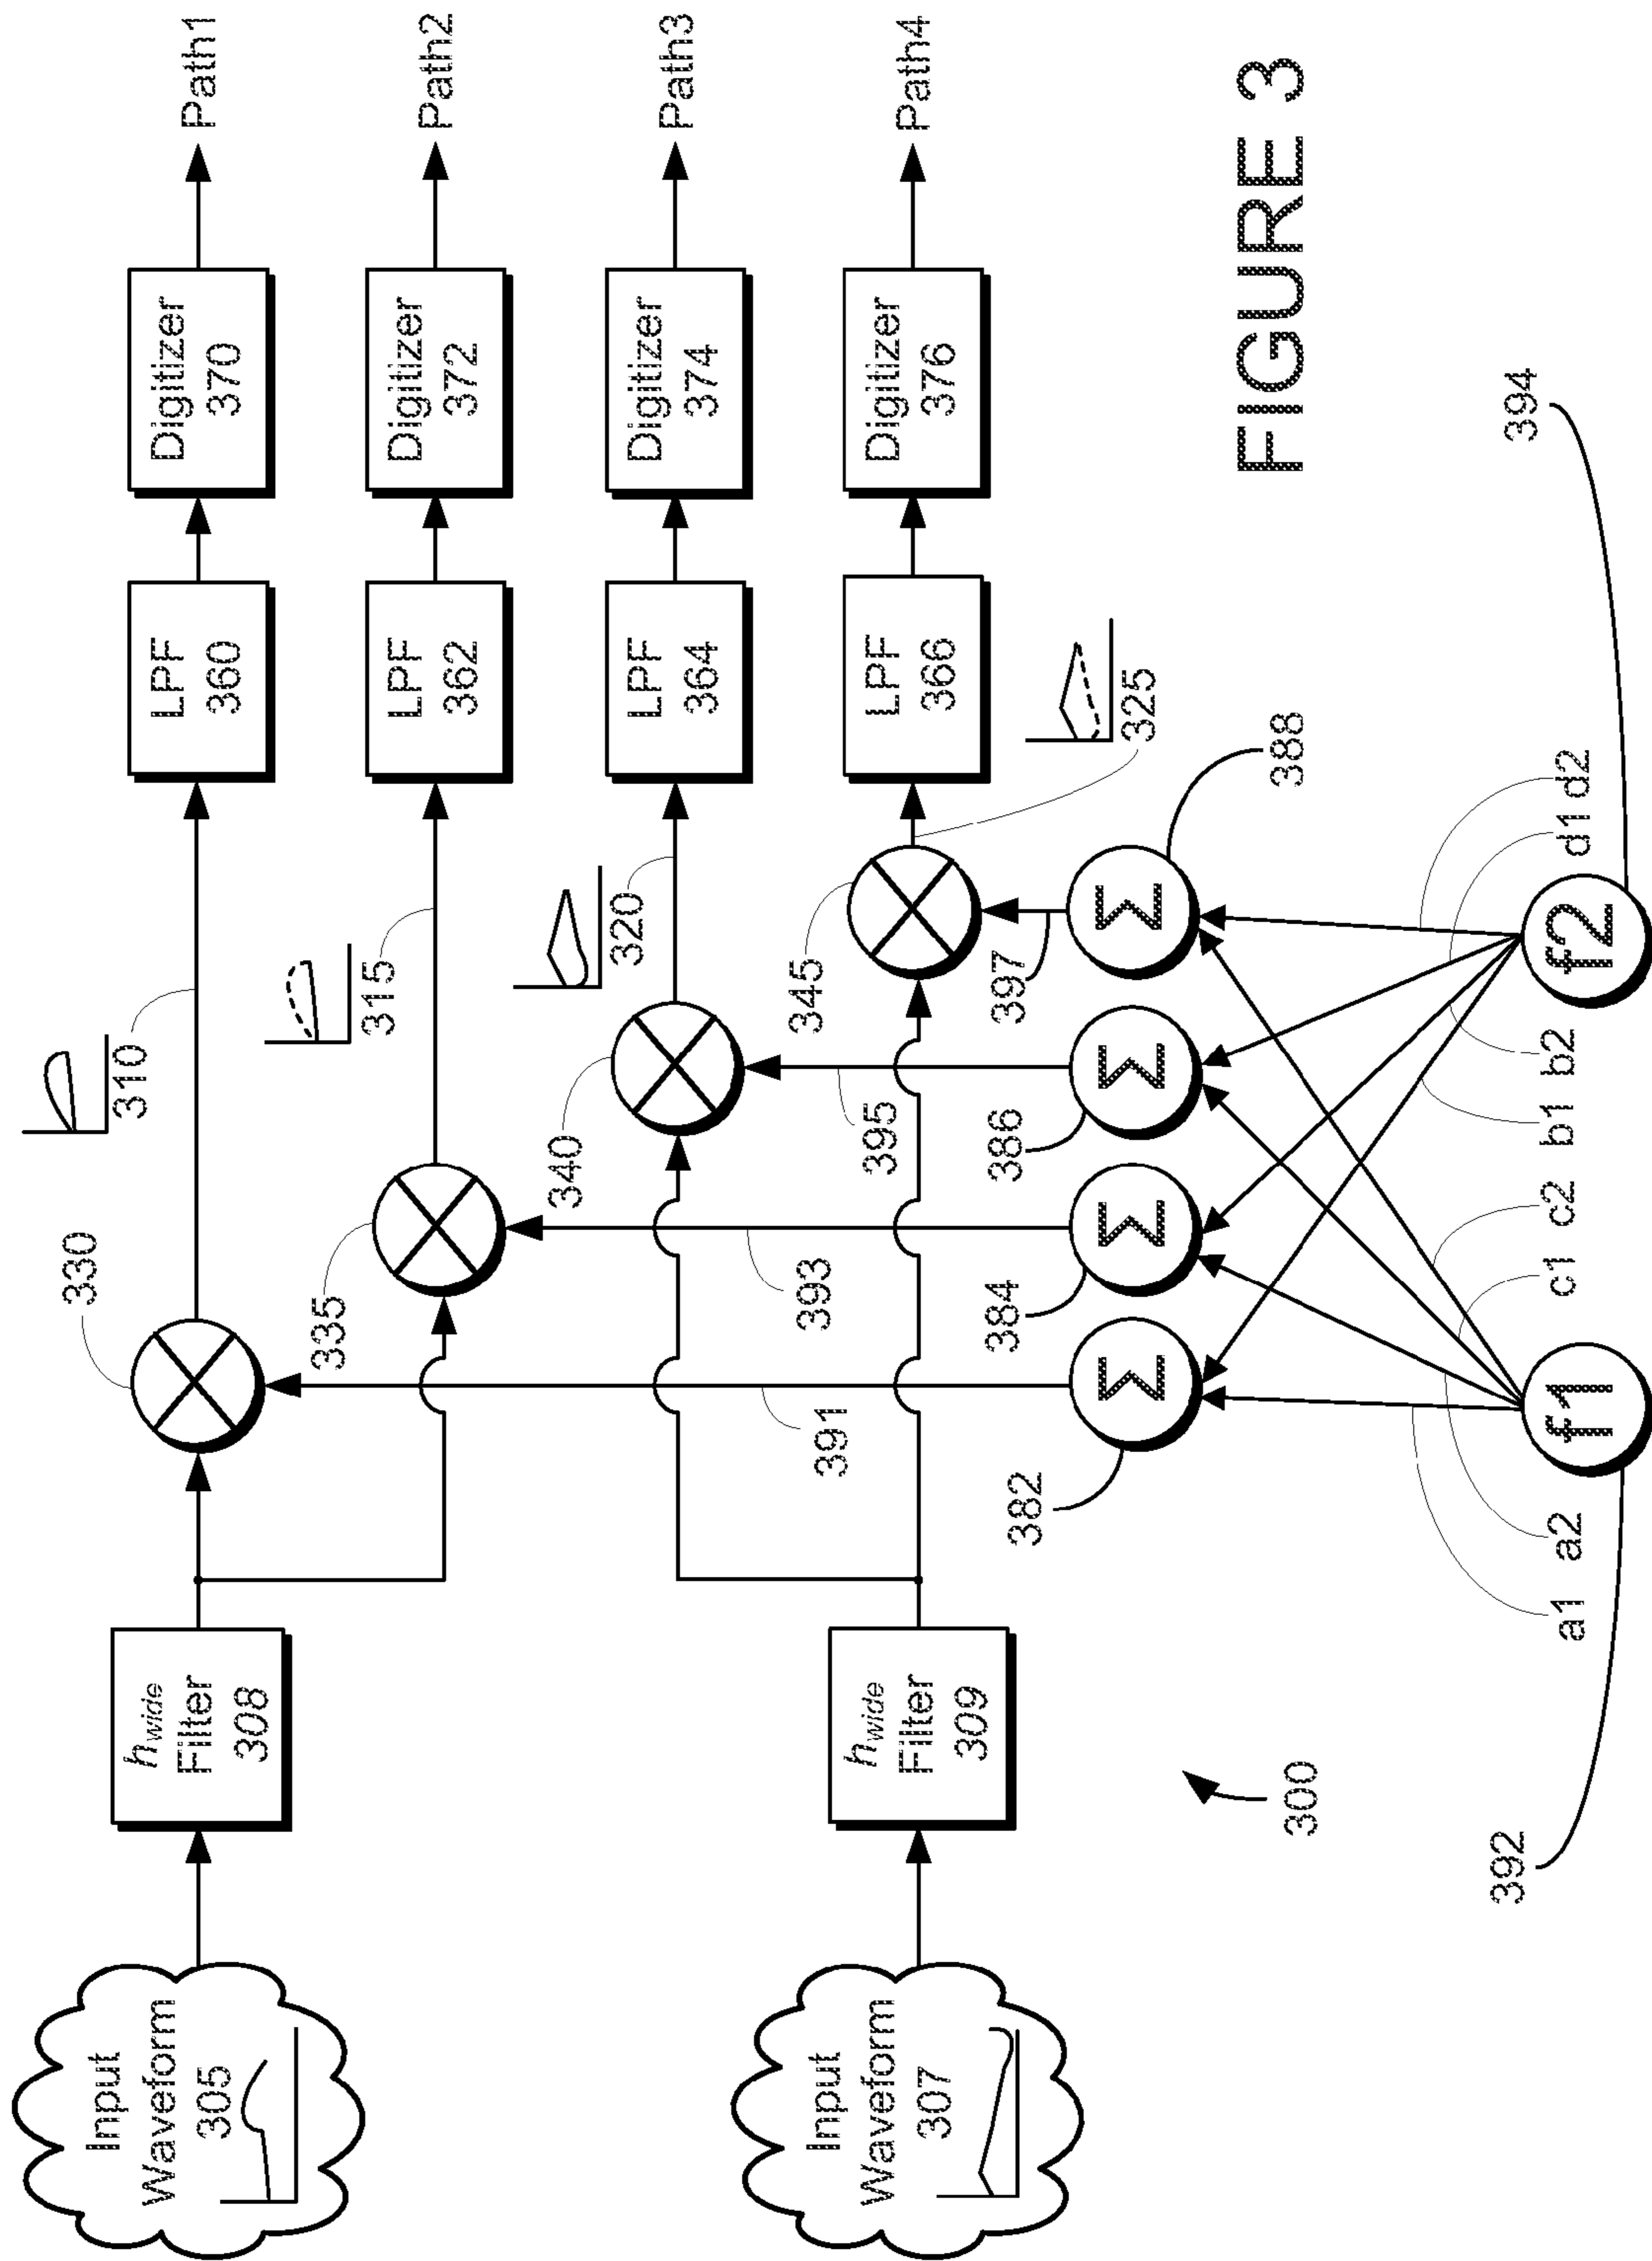 Input
Waveform
305
h_wide
Filter
308
330
310
LPF
360
Digitizer
370
Path1
335
315
LPF
362
Digitizer
372
Path2
340
320
LPF
364
Digitizer
374
Path3
Input
Waveform
307
h_wide
Filter
309
345
LPF
366
Digitizer
376
Path4
325
391
393
395
397
382
Σ
384
Σ
386
Σ
Σ
388
300
f1
f2
392
a1
a2
c1
c2
b1
b2
d1
d2
394
FIGURE 3